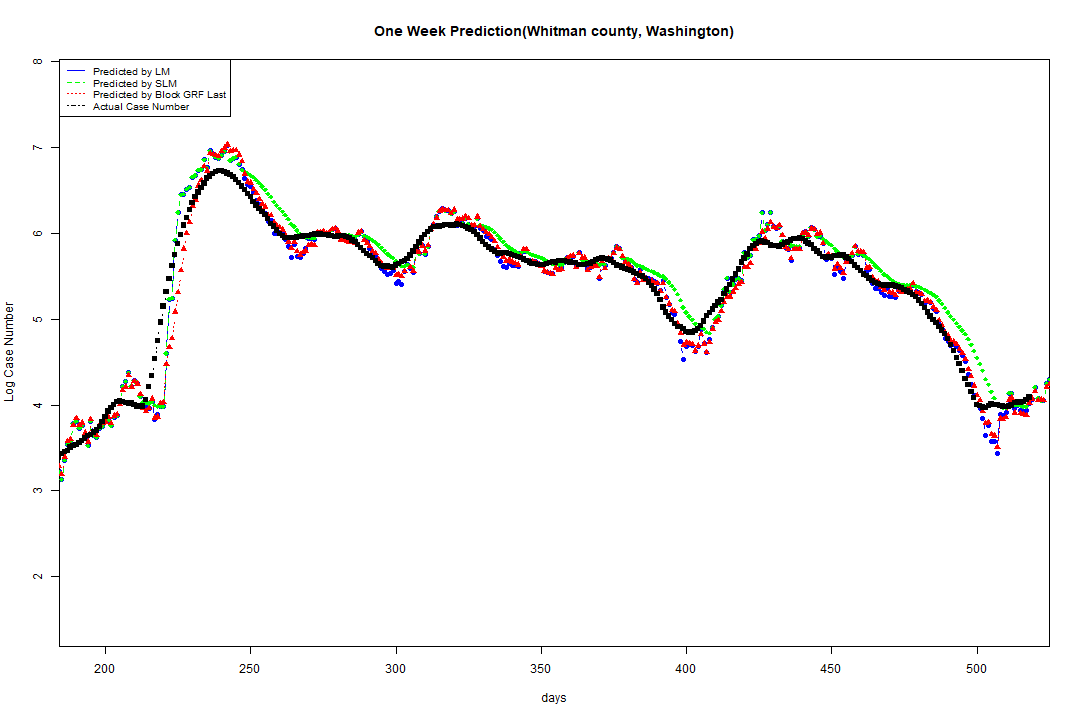 One Week Prediction(Whitman county, Washington)
Predicted by LM
Predicted by SLM
Predicted by Block GRF Last
Actual Case Number
8
7
6
5
4
3
2
Log Case Number
200 250 300 350 400 450 500
days